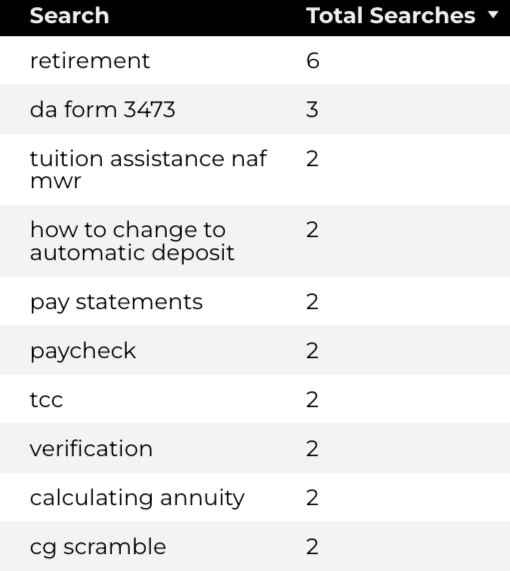 Search Total Searches ▼
retirement 6
da form 3473 3
tuition assistance naf 2
mwr
how to change to 2
automatic deposit
pay statements 2
paycheck 2
tcc 2
verification 2
calculating annuity 2
cg scramble 2